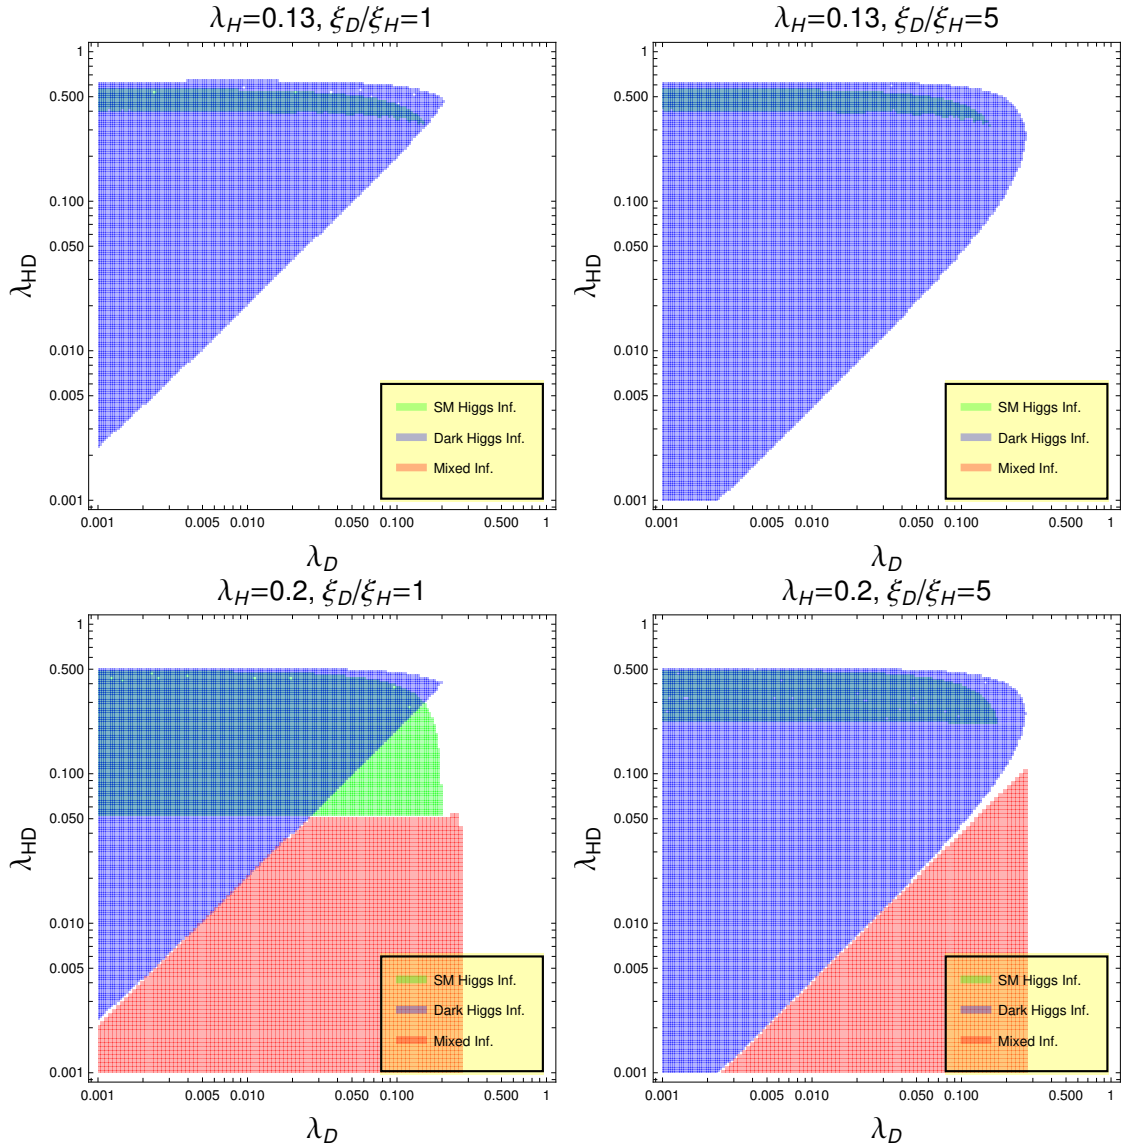 λH=0.13, ξD/ξH=1
1
0.500
0.100
0.050
0.010
0.005
0.001
λHD
SM Higgs Inf.
Dark Higgs Inf.
Mixed Inf.
0.001 0.005 0.010 0.050 0.100 0.500 1
λD
λH=0.13, ξD/ξH=5
1
0.500
0.100
0.050
0.010
0.005
0.001
λHD
SM Higgs Inf.
Dark Higgs Inf.
Mixed Inf.
0.001 0.005 0.010 0.050 0.100 0.500 1
λD
λH=0.2, ξD/ξH=1
1
0.500
0.100
0.050
0.010
0.005
0.001
λHD
SM Higgs Inf.
Dark Higgs Inf.
Mixed Inf.
0.001 0.005 0.010 0.050 0.100 0.500 1
λD
λH=0.2, ξD/ξH=5
1
0.500
0.100
0.050
0.010
0.005
0.001
λHD
SM Higgs Inf.
Dark Higgs Inf.
Mixed Inf.
0.001 0.005 0.010 0.050 0.100 0.500 1
λD